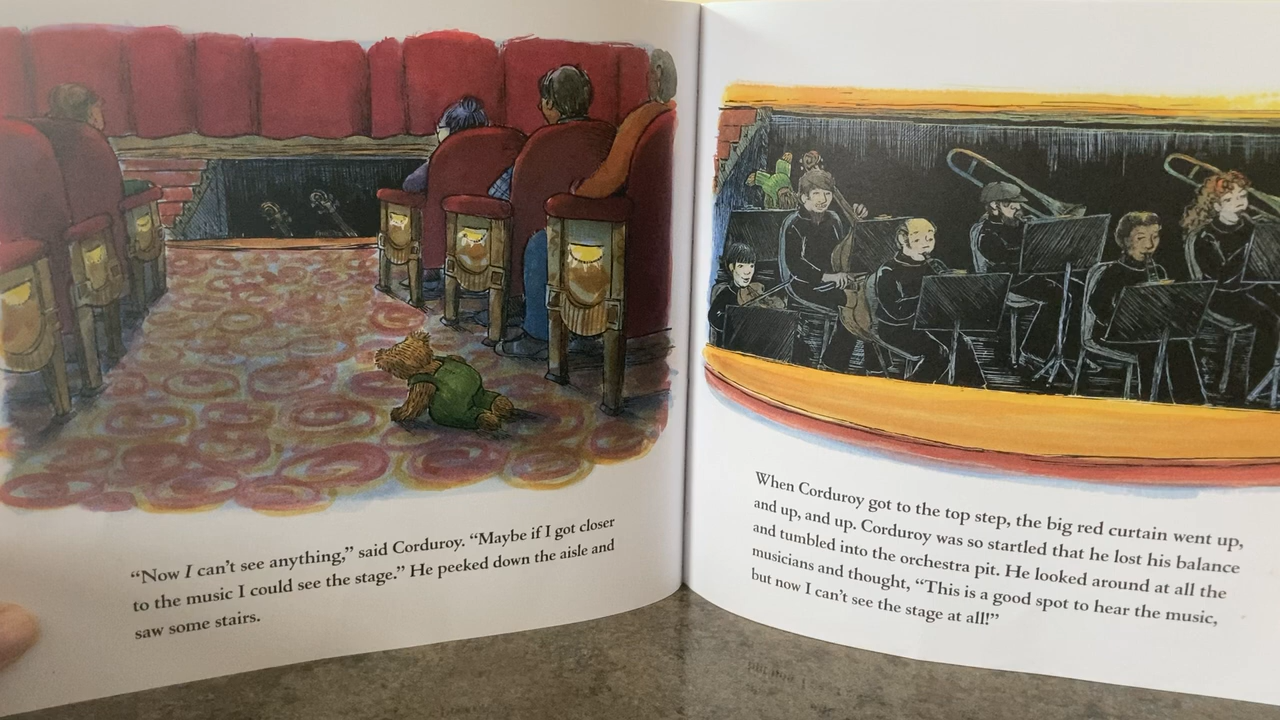 “Now I can’t see anything,” said Corduroy. “Maybe if I got closer
to the music I could see the stage.” He peeked down the aisle and
saw some stairs.
When Corduroy got to the top step, the big red curtain went up,
and up, and up. Corduroy was so startled that he lost his balance
and tumbled into the orchestra pit. He looked around at all the
musicians and thought, “This is a good spot to hear the music,
but now I can’t see the stage at all!”